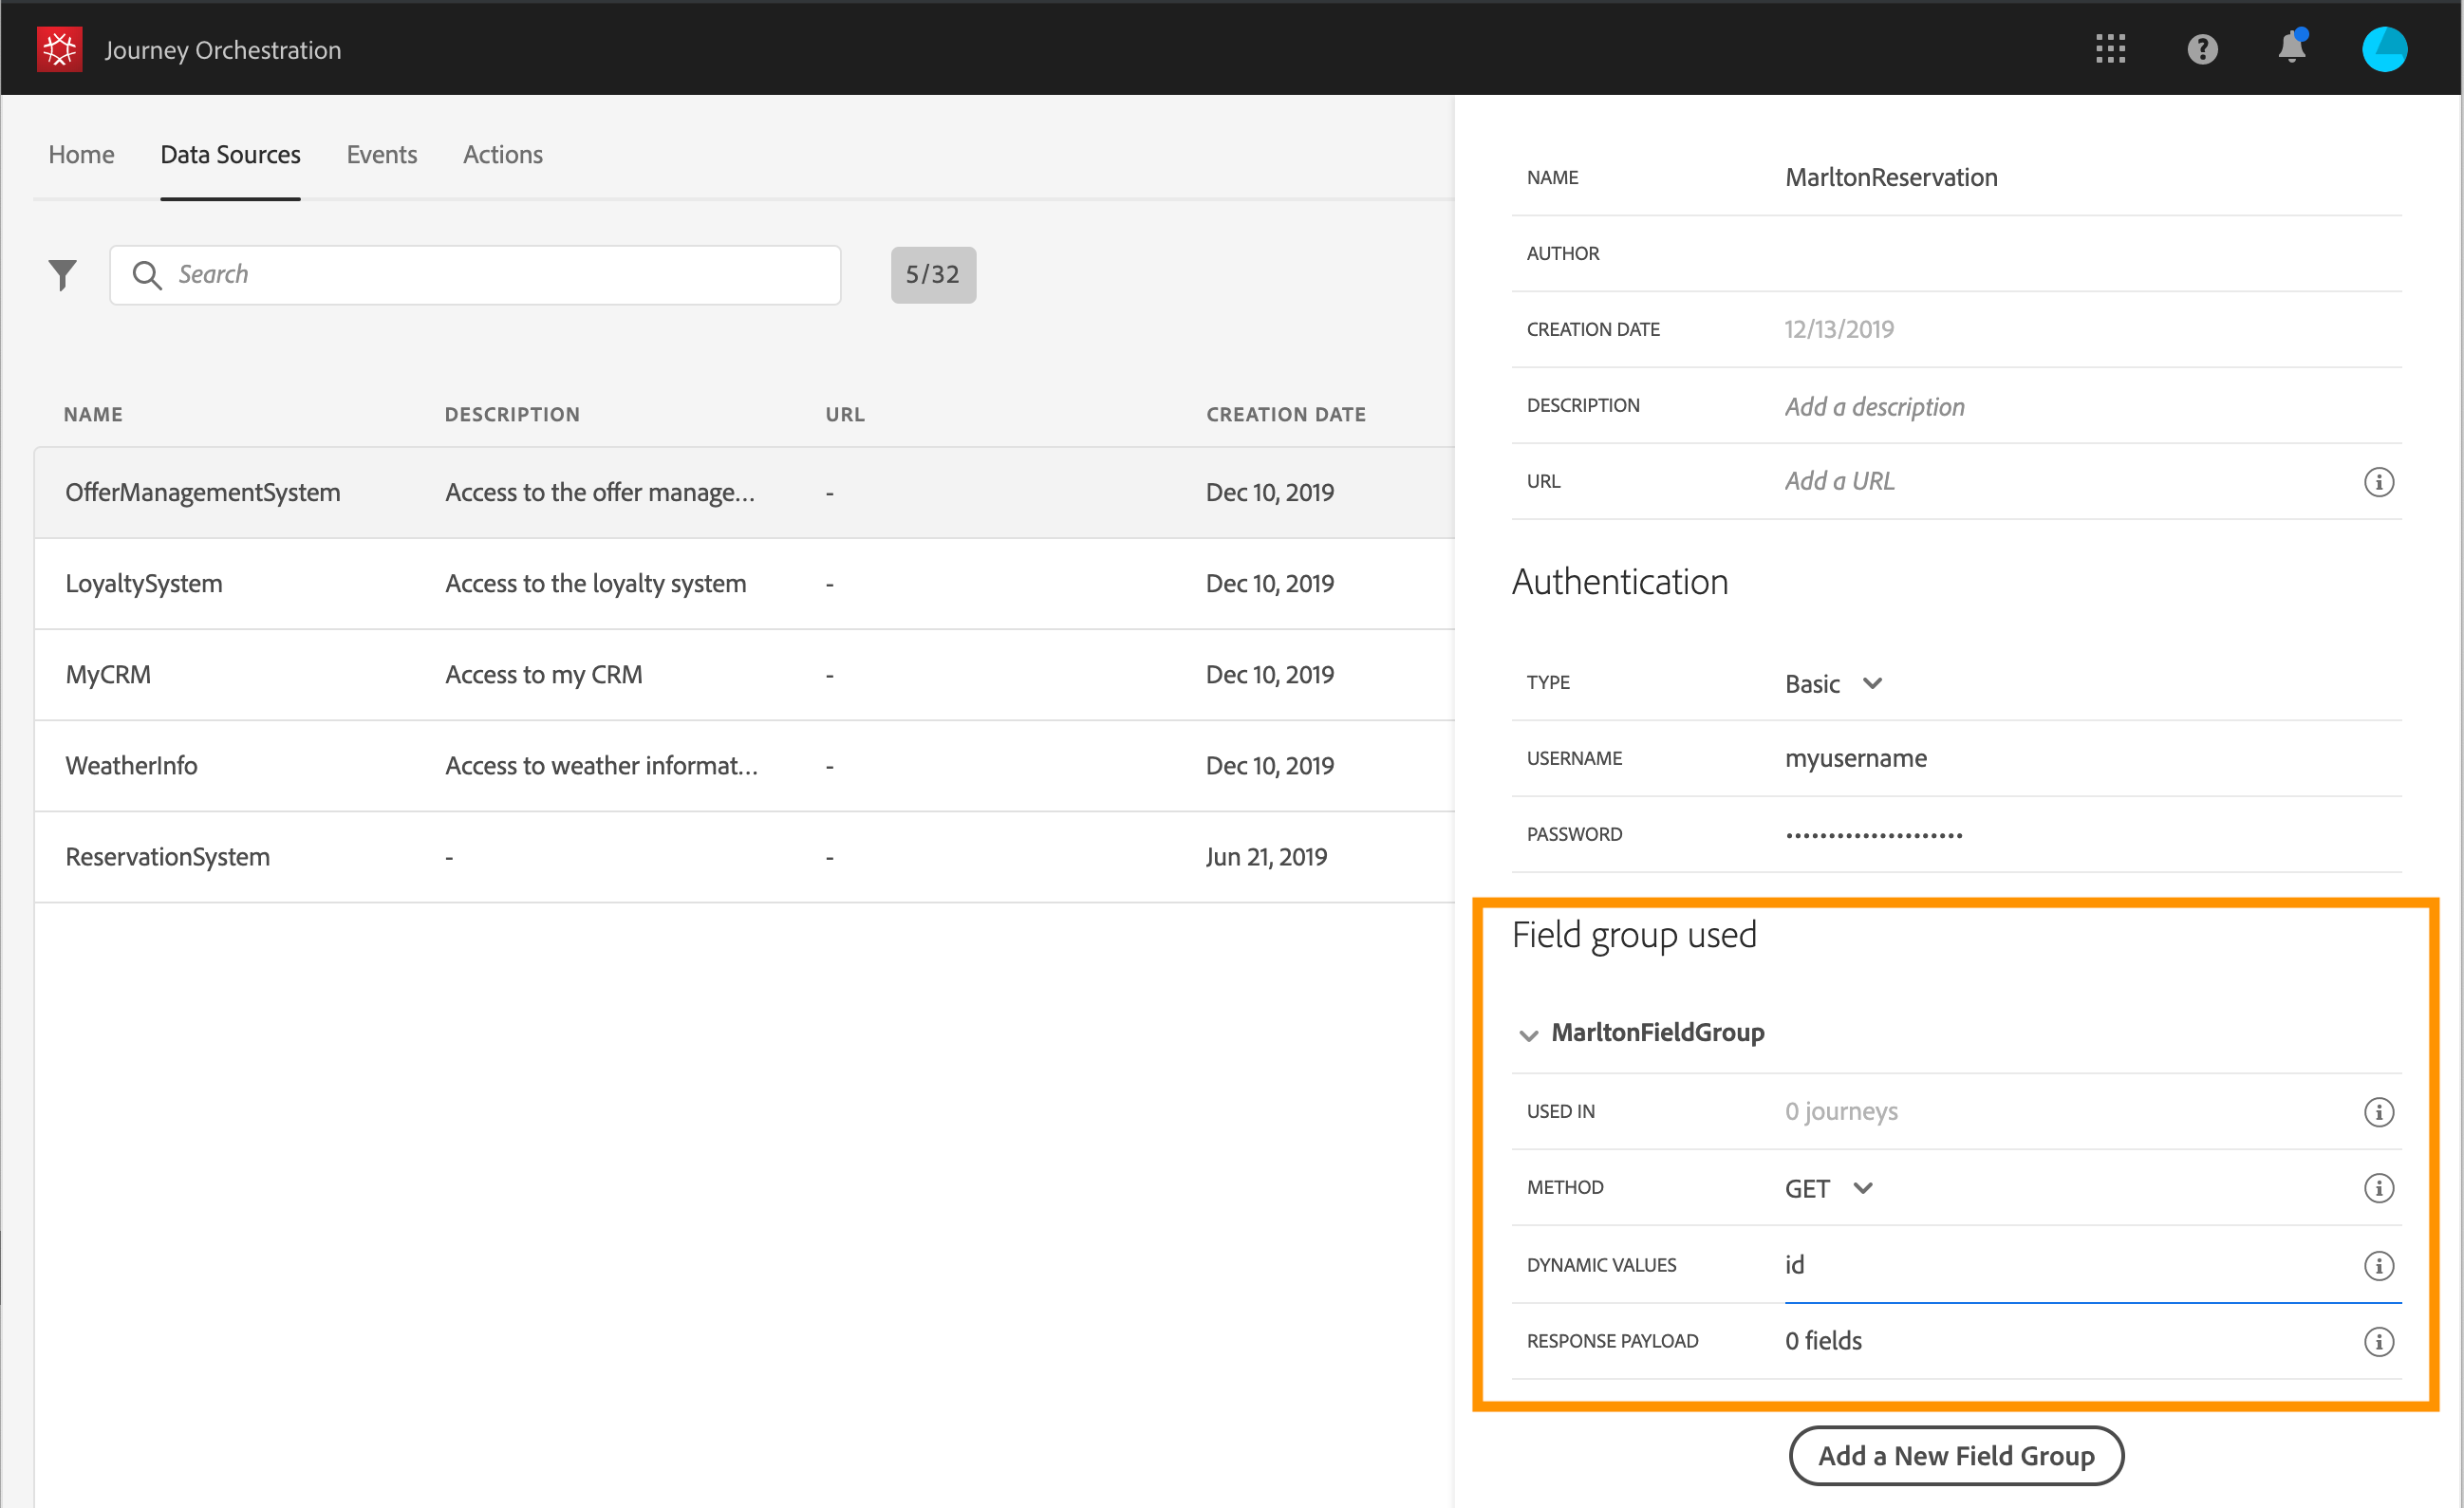 Journey Orchestration
Home Data Sources Events Actions
Search 5/32
NAME DESCRIPTION URL CREATION DATE
OfferManagementSystem Access to the offer manage... - Dec 10, 2019
LoyaltySystem Access to the loyalty system - Dec 10, 2019
MyCRM Access to my CRM - Dec 10, 2019
WeatherInfo Access to weather informat... - Dec 10, 2019
ReservationSystem - - Jun 21, 2019
NAME MarltonReservation
AUTHOR
CREATION DATE 12/13/2019
DESCRIPTION Add a description
URL Add a URL
Authentication
TYPE Basic
USERNAME myusername
PASSWORD •••••••••••••••••••••
Field group used
MarltonFieldGroup
USED IN 0 journeys
METHOD GET
DYNAMIC VALUES id
RESPONSE PAYLOAD 0 fields
Add a New Field Group